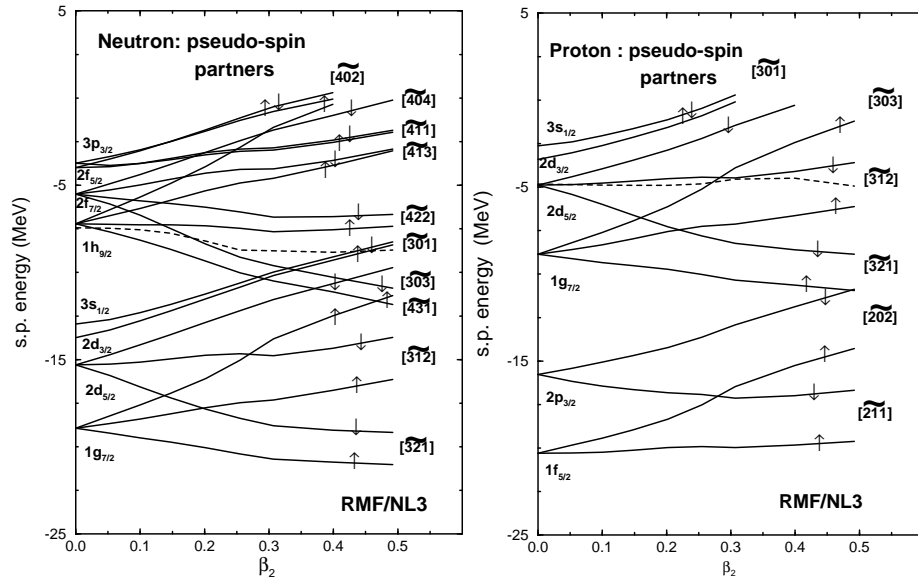 5
-5
-15
-25
s.p. energy (MeV)
Neutron: pseudo-spin
partners
[402]
[404]
[411]
[413]
[422]
[301]
[303]
[431]
[312]
[321]
3p3/2
2f5/2
2f7/2
1h9/2
3s1/2
2d3/2
2d5/2
1g7/2
RMF/NL3
0.0 0.1 0.2 0.3 0.4 0.5
β2
5
-5
-15
-25
s.p. energy (MeV)
Proton : pseudo-spin
partners
[301]
[303]
[312]
[321]
[202]
[211]
3s1/2
2d3/2
2d5/2
1g7/2
2p3/2
1f5/2
RMF/NL3
0.0 0.1 0.2 0.3 0.4 0.5
β2